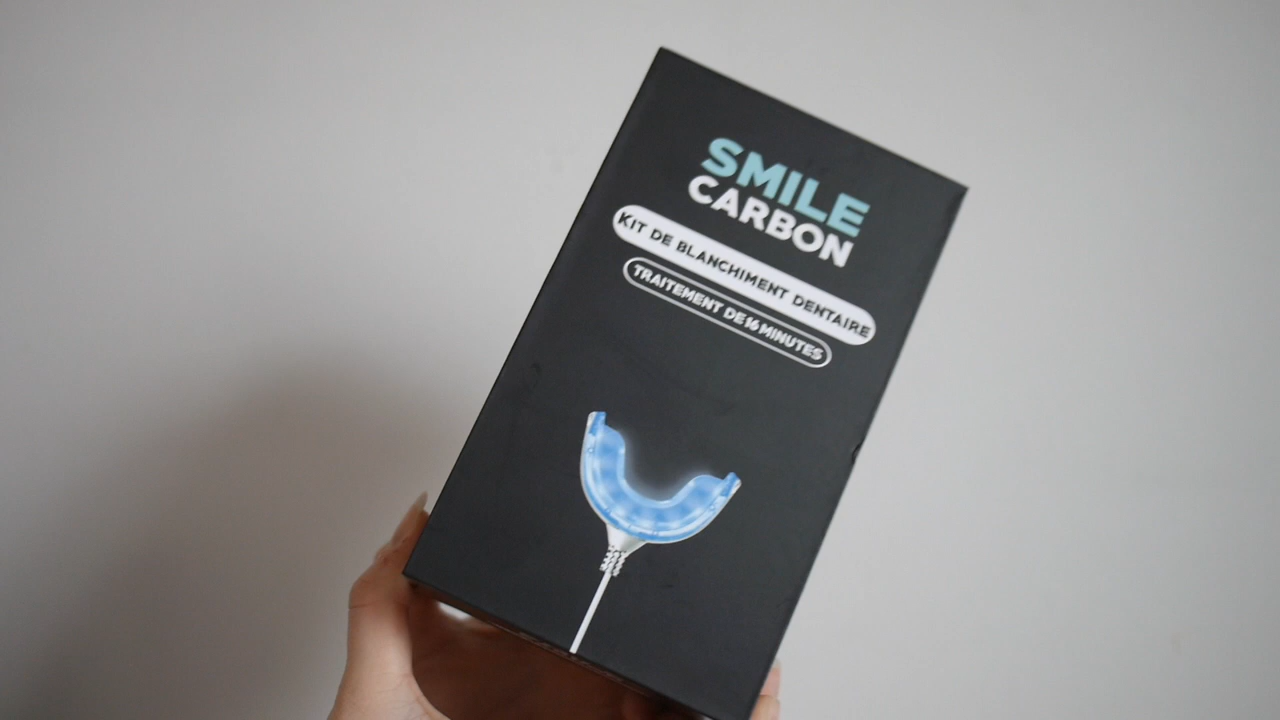 SMILE
CARBON
KIT DE BLANCHIMENT DENTAIRE
TRAITEMENT DE 16 MINUTES